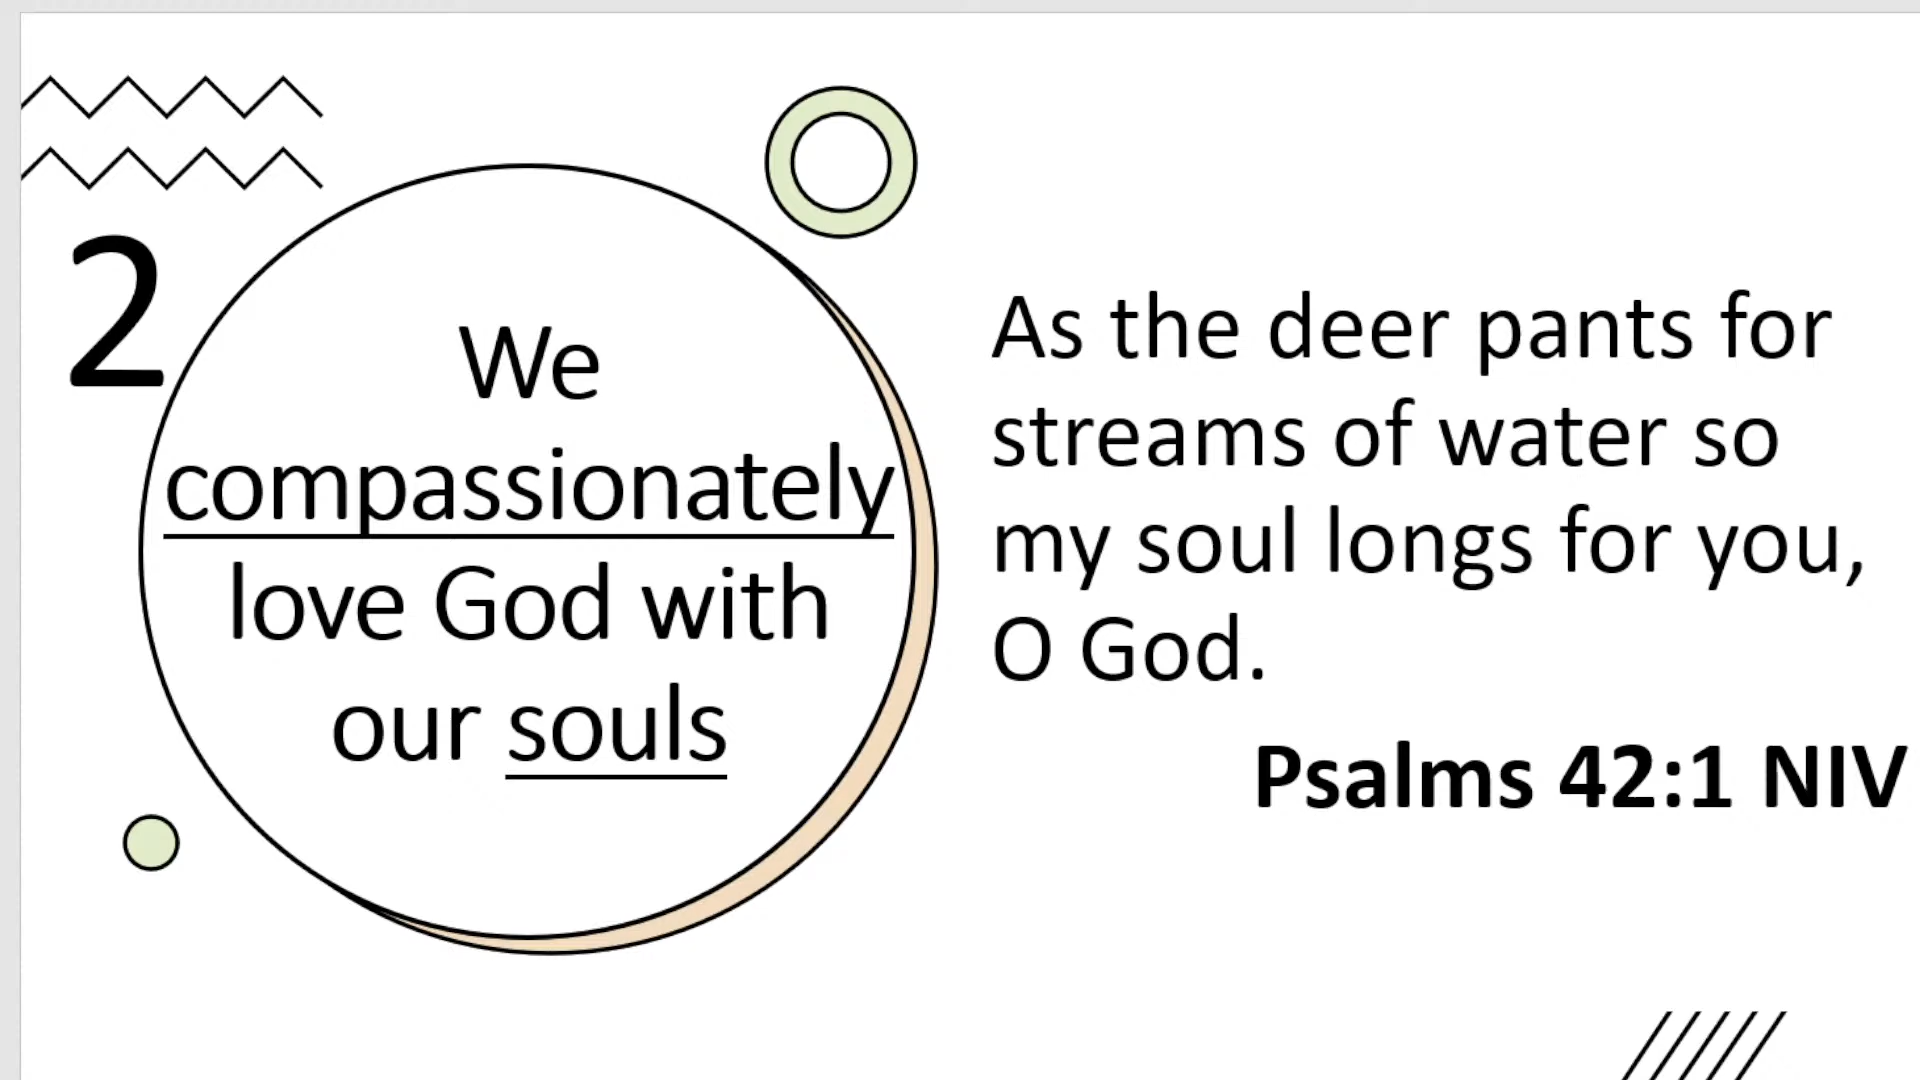 2
We
compassionately
love God with
our souls
As the deer pants for
streams of water so
my soul longs for you,
O God.
Psalms 42:1 NIV